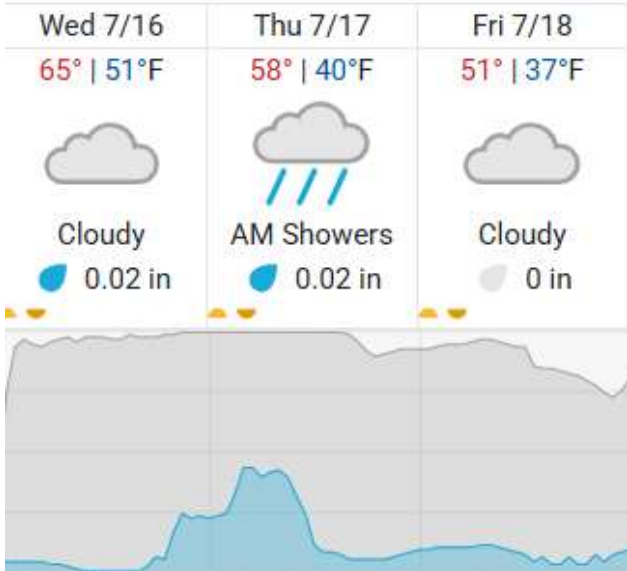 Wed 7/16 Thu 7/17 Fri 7/18
65° | 51°F 58° | 40°F 51° | 37°F
Cloudy AM Showers Cloudy
0.02 in 0.02 in 0 in